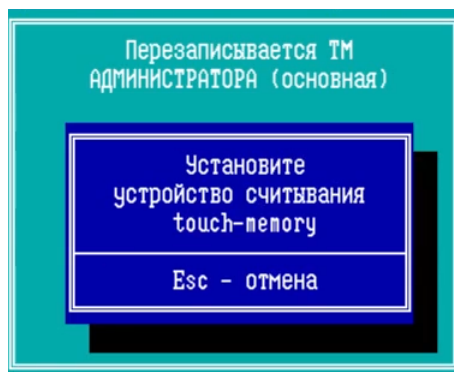 Перезаписывается ТМ
АДМИНИСТРАТОРА (основная)
Установите
устройство считывания
touch-memory
Esc - отмена